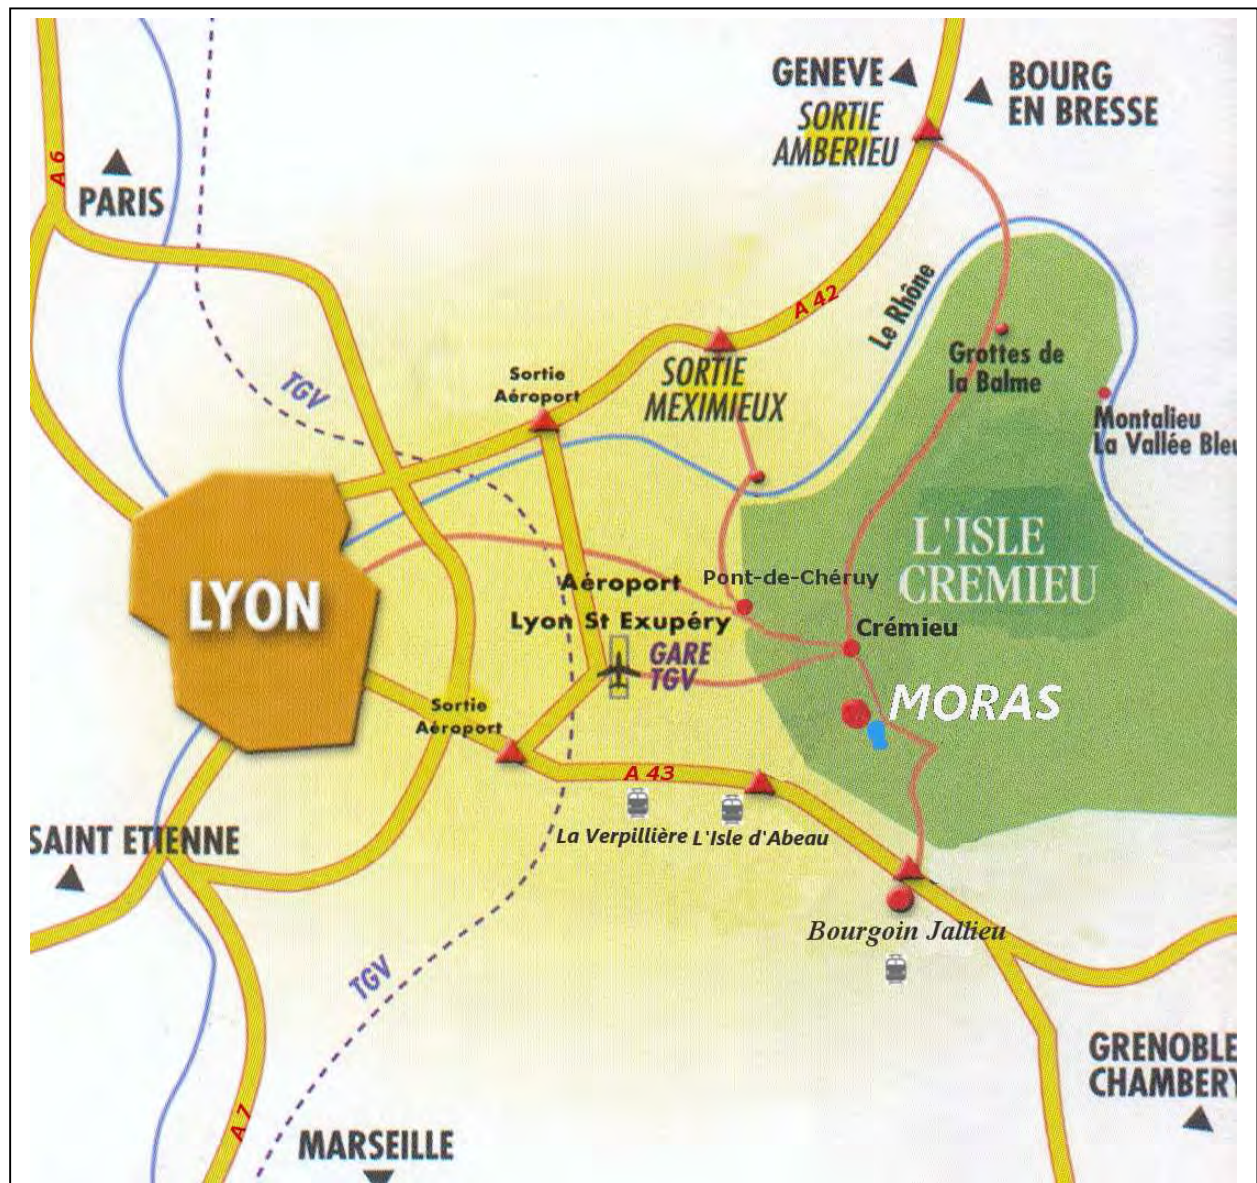 GENEVE
BOURG
EN BRESSE
SORTIE
AMBERIEU
A 6
PARIS
Le Rhône
A 42
Grottes de
la Balme
Sortie
Aéroport
SORTIE
MEXIMIEUX
TGV
Montalieu
La Vallée Bleu
L'ISLE
CREMIEU
LYON
Aéroport
Lyon St Exupéry
Pont-de-Chéruy
Crémieu
GARE
TGV
MORAS
Sortie
Aéroport
A 43
La Verpillière
L'Isle d'Abeau
SAINT ETIENNE
Bourgoin Jallieu
TGV
GRENOBLE
CHAMBERY
A 7
MARSEILLE